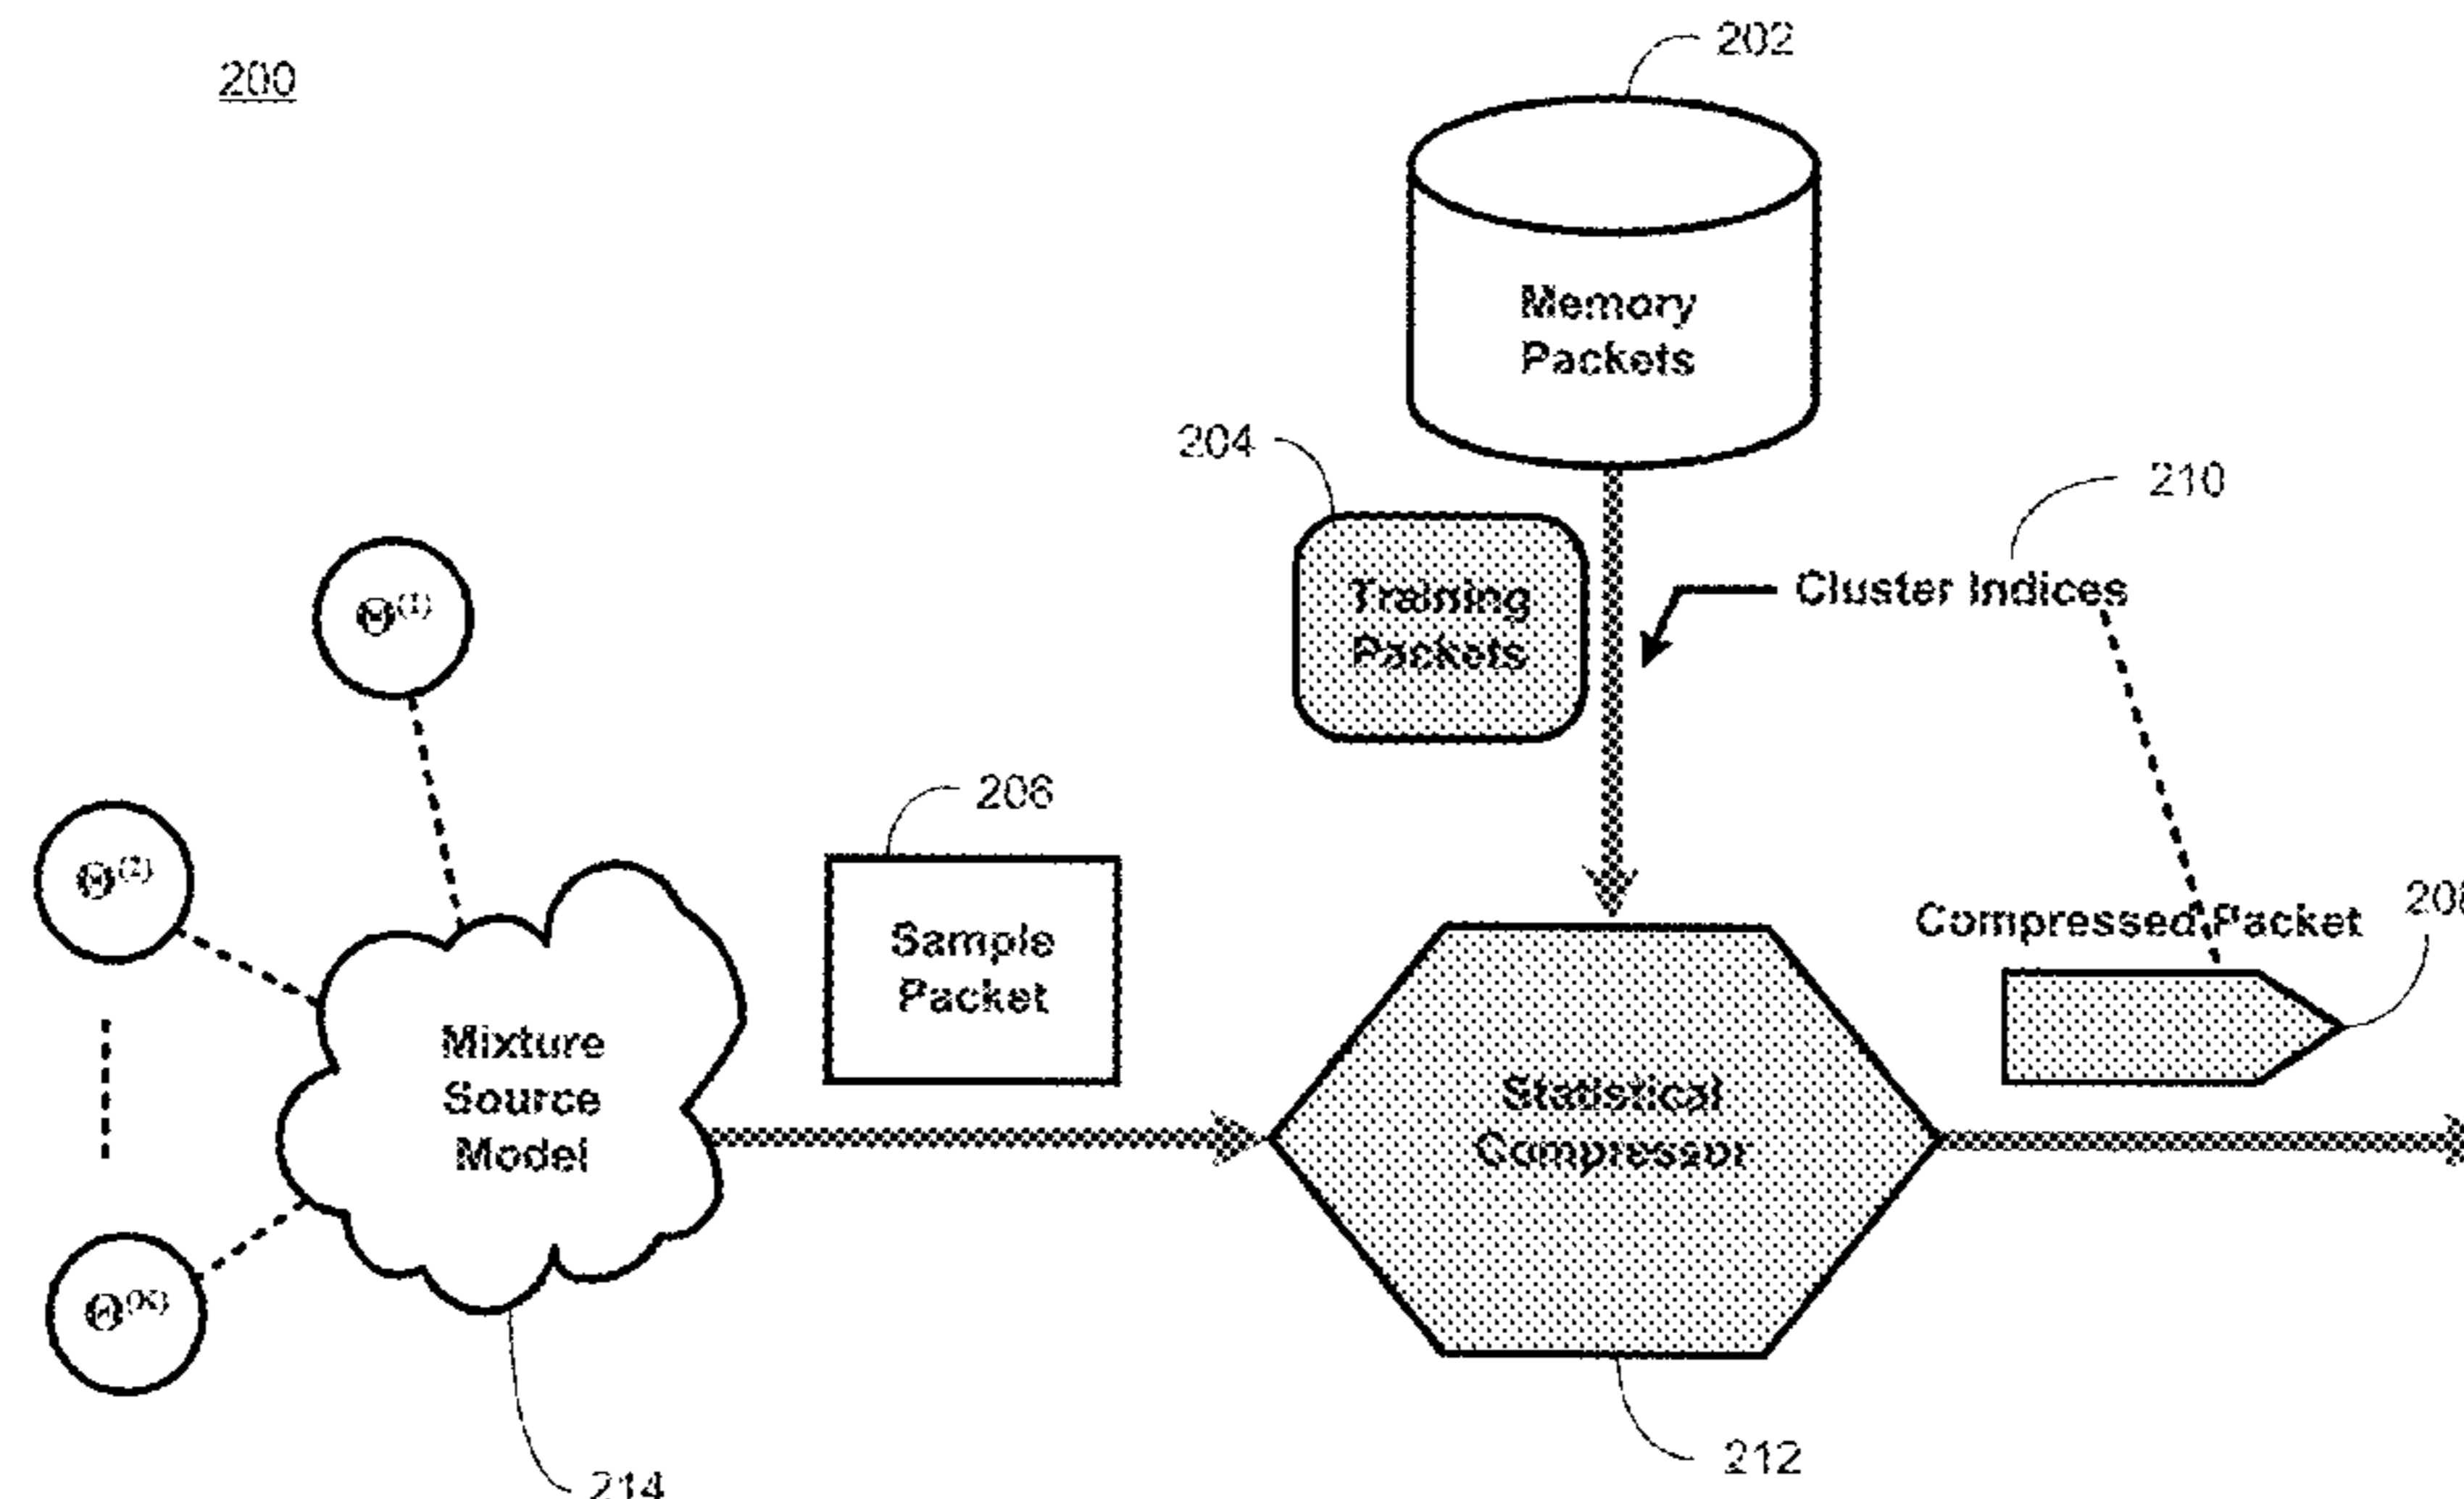 200
202
Memory
Packets
204
210
Training
Packets
Cluster Indices
Θ(1)
206
Θ(2)
Sample
Packet
Compressed Packet
208
Mixture
Source
Model
Statistical
Compressor
Θ(K)
212
214